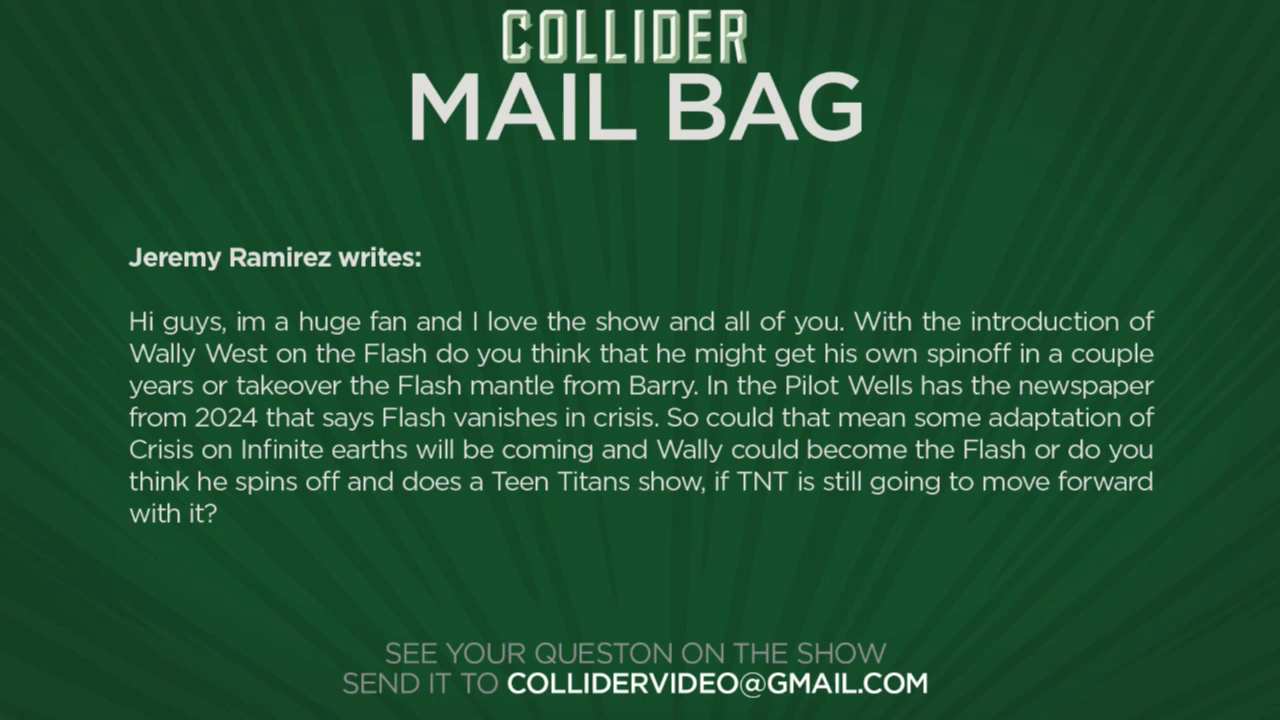 COLLIDER
MAIL BAG
Jeremy Ramirez writes:
Hi guys, im a huge fan and I love the show and all of you. With the introduction of
Wally West on the Flash do you think that he might get his own spinoff in a couple
years or takeover the Flash mantle from Barry. In the Pilot Wells has the newspaper
from 2024 that says Flash vanishes in crisis. So could that mean some adaptation of
Crisis on Infinite earths will be coming and Wally could become the Flash or do you
think he spins off and does a Teen Titans show, if TNT is still going to move forward
with it?
SEE YOUR QUESTON ON THE SHOW
SEND IT TO COLLIDERVIDEO@GMAIL.COM